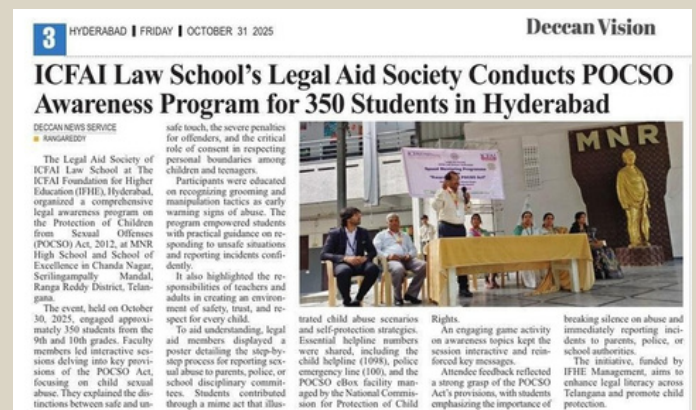 3
HYDERABAD | FRIDAY | OCTOBER 31 2025
Deccan Vision
ICFAI Law School's Legal Aid Society Conducts POCSO
Awareness Program for 350 Students in Hyderabad
DECCAN NEWS SERVICE
RANGAREDDY
The Legal Aid Society of
ICFAI Law School at The
ICFAI Foundation for Higher
Education (IFHE), Hyderabad,
organized a comprehensive
legal awareness program on
the Protection of Children
from Sexual Offenses
(POCSO) Act, 2012, at MNR
High School and School of
Excellence in Chanda Nagar,
Serilingampally Mandal,
Ranga Reddy District, Telan-
gana.
The event, held on October
30, 2025, engaged approxi-
mately 350 students from the
9th and 10th grades. Faculty
members led interactive ses-
sions delving into key provi-
sions of the POCSO Act,
focusing on child sexual
abuse. They explained the dis-
tinctions between safe and un-
safe touch, the severe penalties
for offenders, and the critical
role of consent in respecting
personal boundaries among
children and teenagers.
Participants were educated
on recognizing grooming and
manipulation tactics as early
warning signs of abuse. The
program empowered students
with practical guidance on re-
sponding to unsafe situations
and reporting incidents confi-
dently.
It also highlighted the re-
sponsibilities of teachers and
adults in creating an environ-
ment of safety, trust, and re-
spect for every child.
To aid understanding, legal
aid members displayed a
poster detailing the step-by-
step process for reporting sex-
ual abuse to parents, police, or
school disciplinary commit-
tees. Students contributed
through a mime act that illus-
MNR
trated child abuse scenarios
and self-protection strategies.
Essential helpline numbers
were shared, including the
child helpline (1098), police
emergency line (100), and the
POCSO eBox facility man-
aged by the National Commis-
sion for Protection of Child
Rights.
An engaging game activity
on awareness topics kept the
session interactive and rein-
forced key messages.
Attendee feedback reflected
a strong grasp of the POCSO
Act's provisions, with students
emphasizing the importance of
breaking silence on abuse and
immediately reporting inci-
dents to parents, police, or
school authorities.
The initiative, funded by
IFHE Management, aims to
enhance legal literacy across
Telangana and promote child
protection.